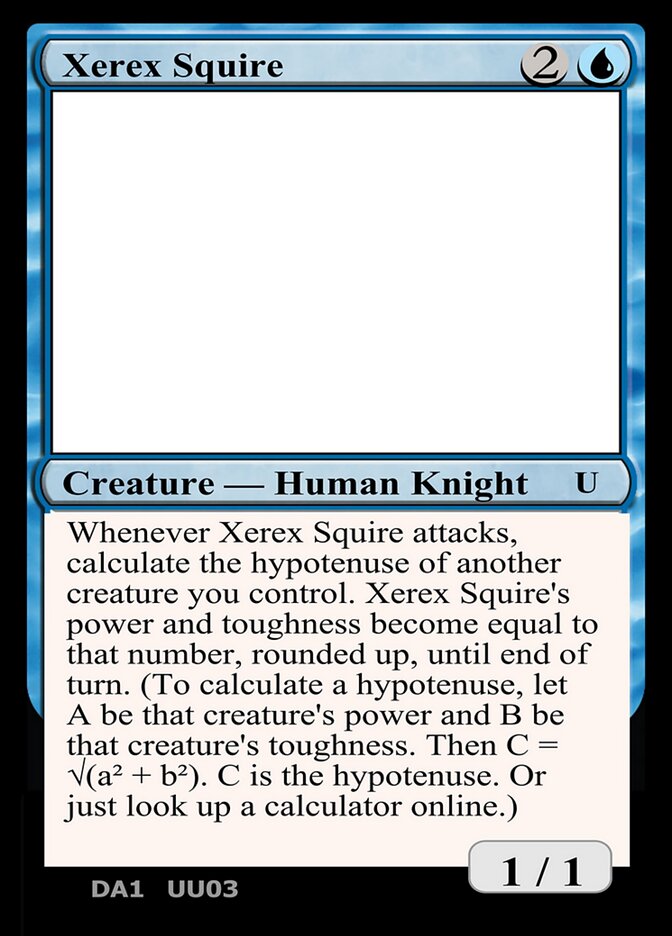 Xerex Squire 2
Creature — Human Knight U
Whenever Xerex Squire attacks,
calculate the hypotenuse of another
creature you control. Xerex Squire's
power and toughness become equal to
that number, rounded up, until end of
turn. (To calculate a hypotenuse, let
A be that creature's power and B be
that creature's toughness. Then C =
√(a² + b²). C is the hypotenuse. Or
just look up a calculator online.)
1 / 1
DA1 UU03